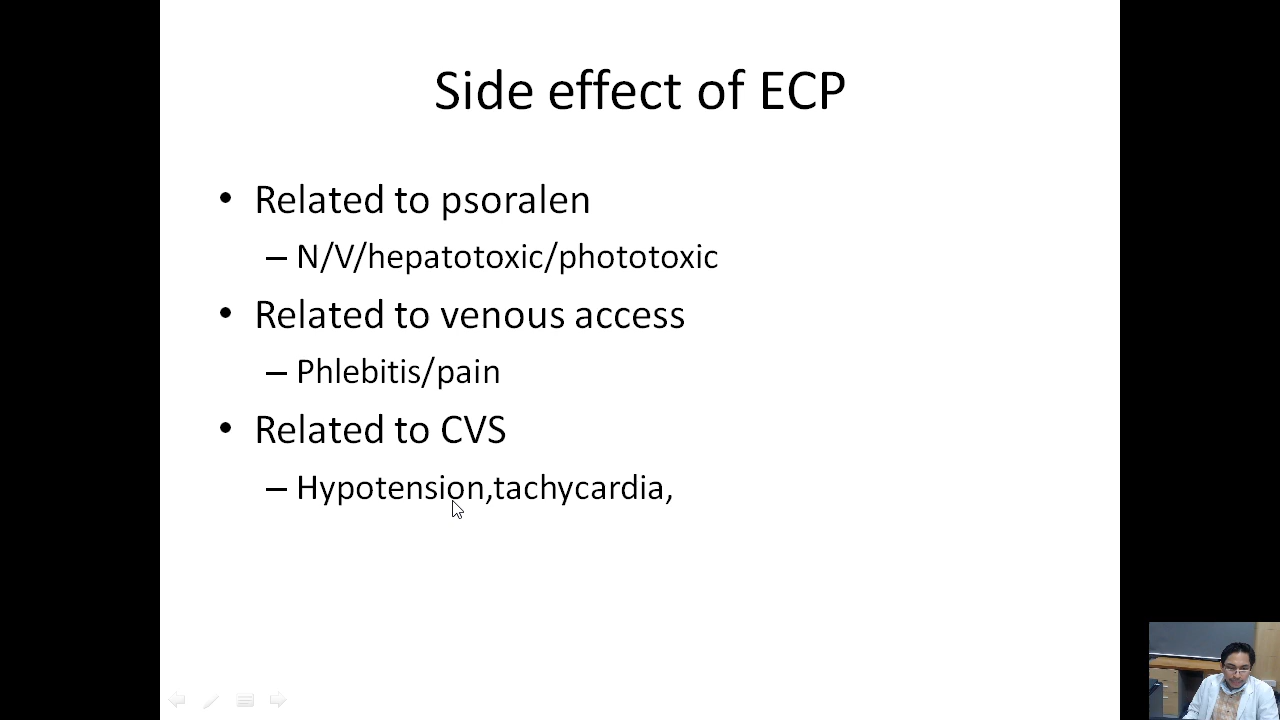 Side effect of ECP
• Related to psoralen
– N/V/hepatotoxic/phototoxic
• Related to venous access
– Phlebitis/pain
• Related to CVS
– Hypotension,tachycardia,